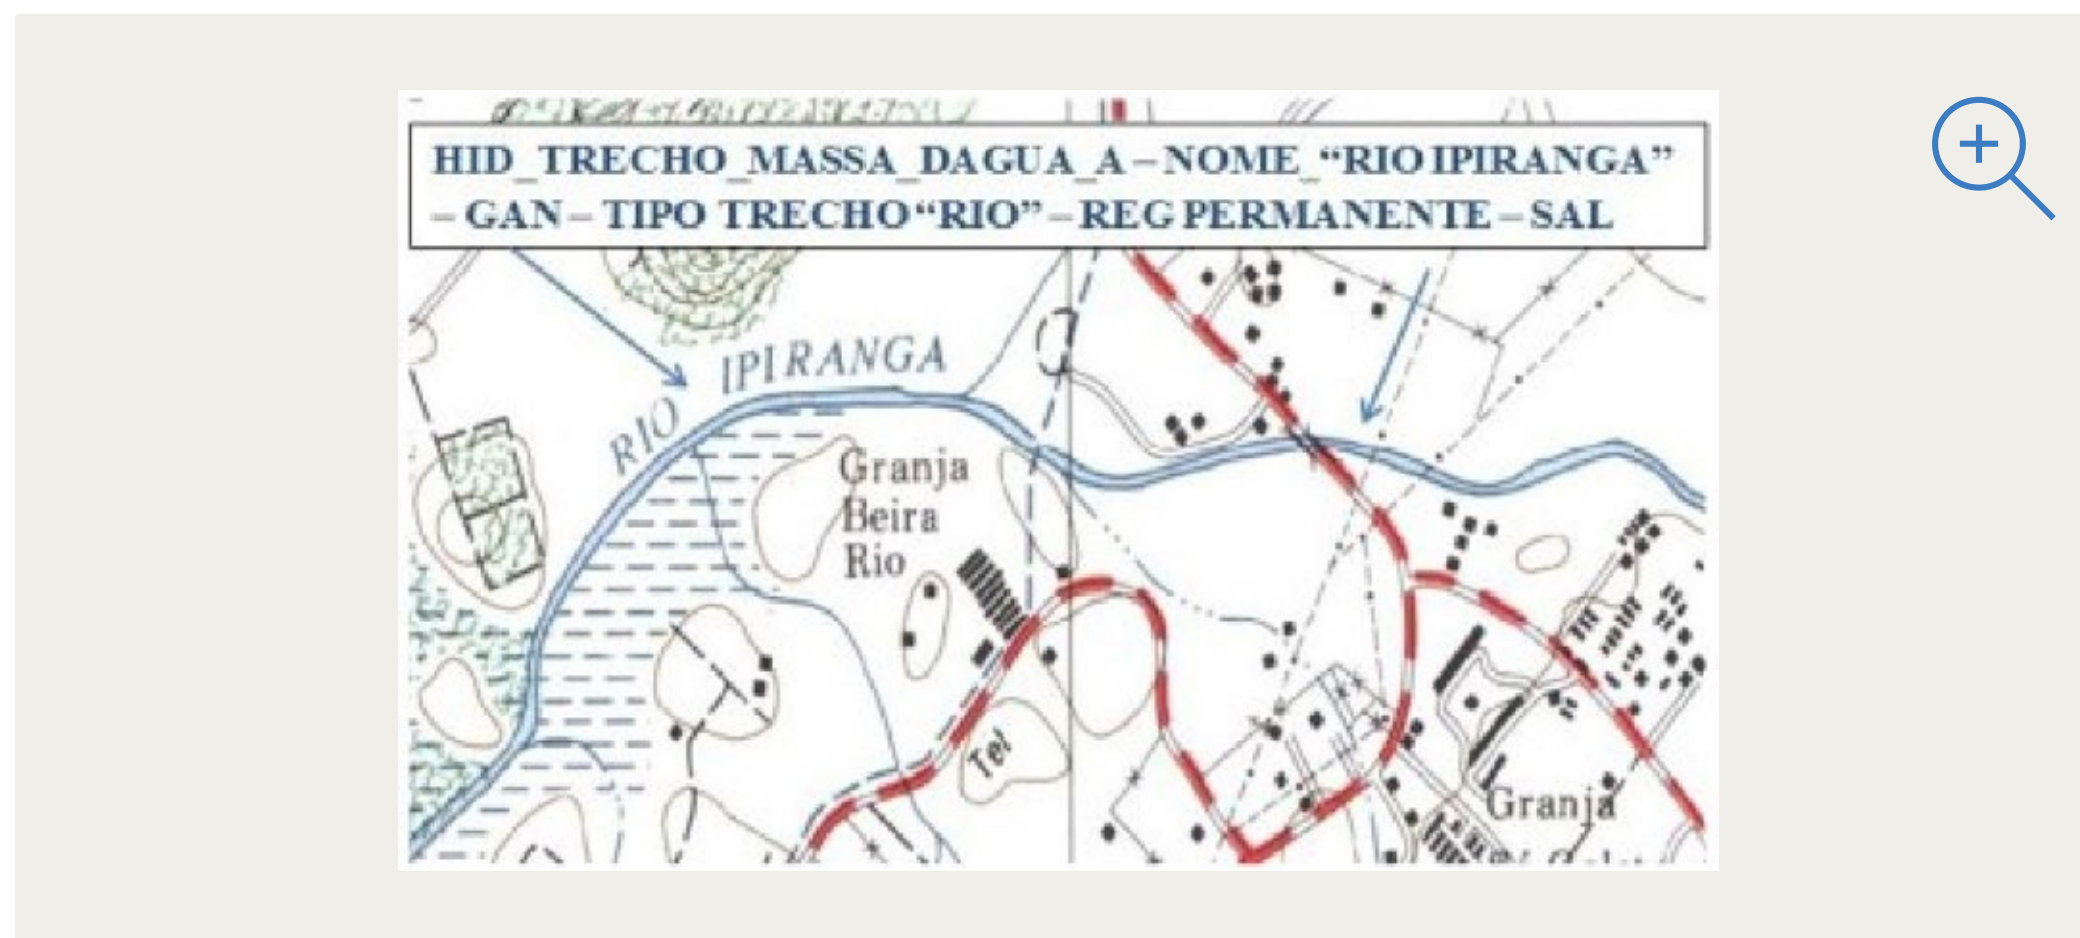 HID_TRECHO_MASSA_DAGUA_A – NOME_“RIO IPIRANGA”
– GAN – TIPO TRECHO “RIO” – REG PERMANENTE – SAL
RIO IPIRANGA
Granja
Beira
Rio
Tel
Granja